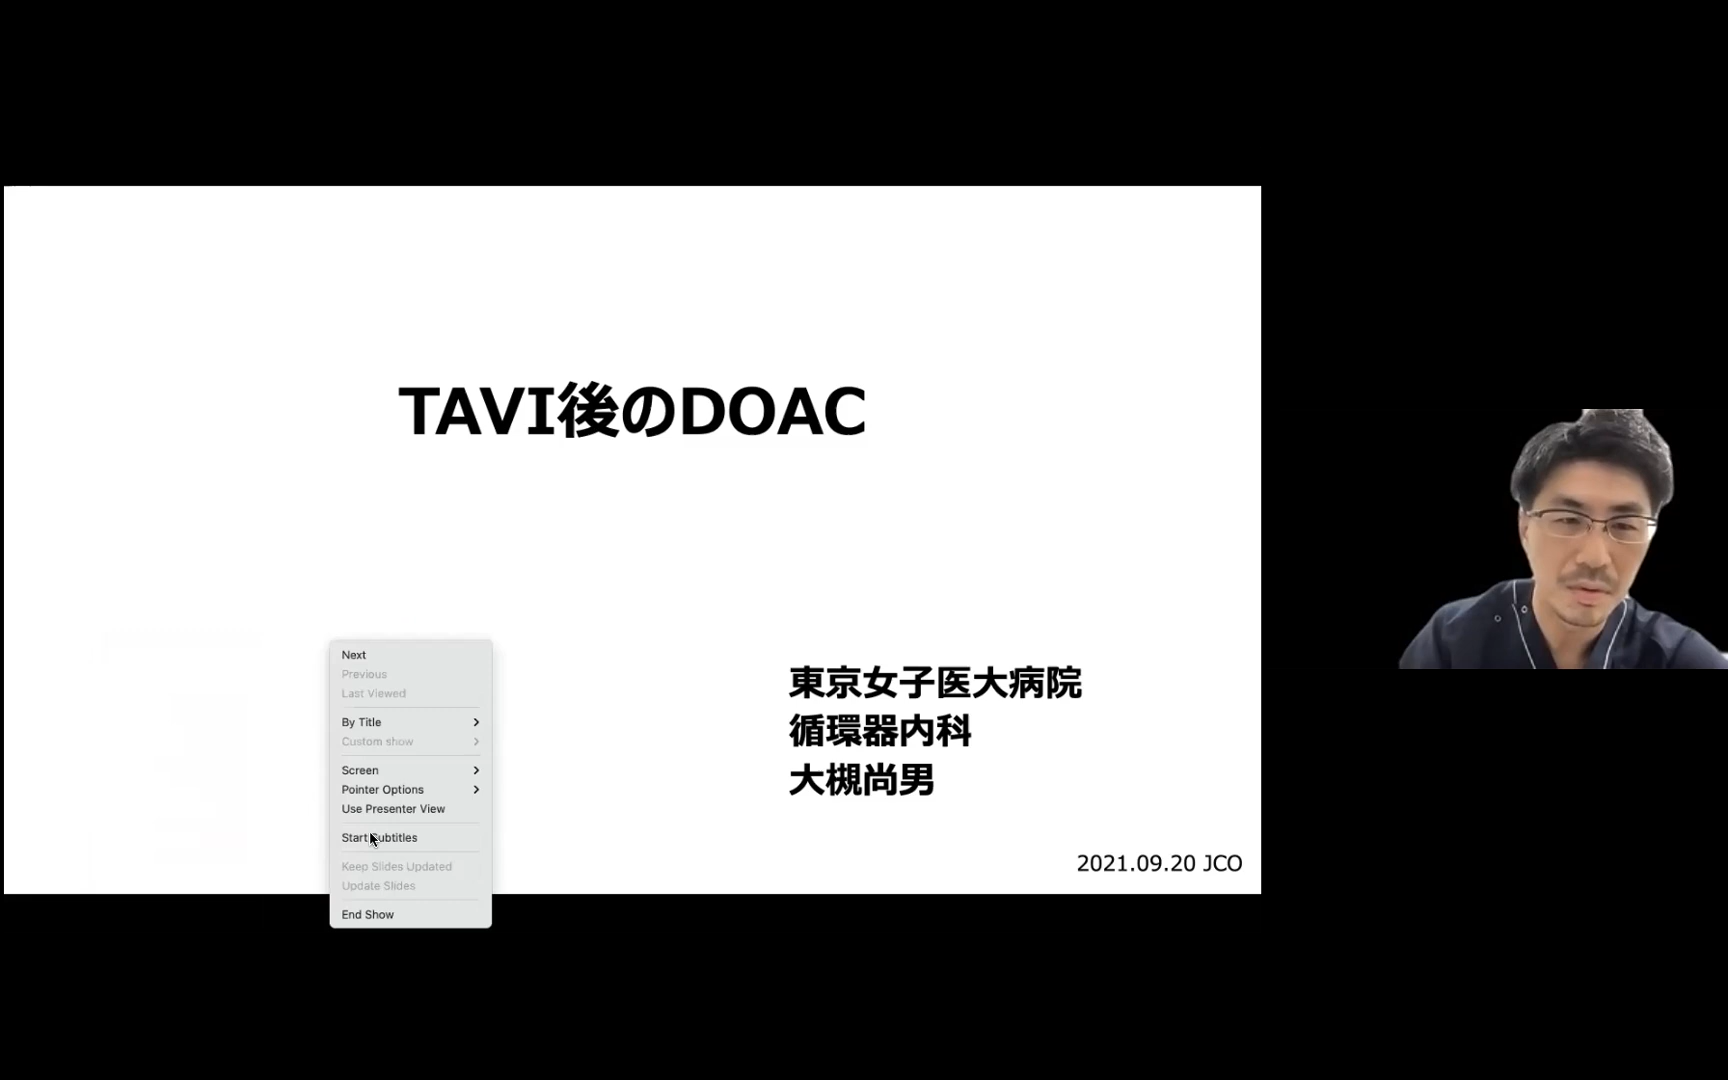 TAVI後のDOAC
東京女子医大病院
循環器内科
大槻尚男
2021.09.20 JCO
Next
Previous
Last Viewed
By Title
Custom show
Screen
Pointer Options
Use Presenter View
Start Subtitles
Keep Slides Updated
Update Slides
End Show